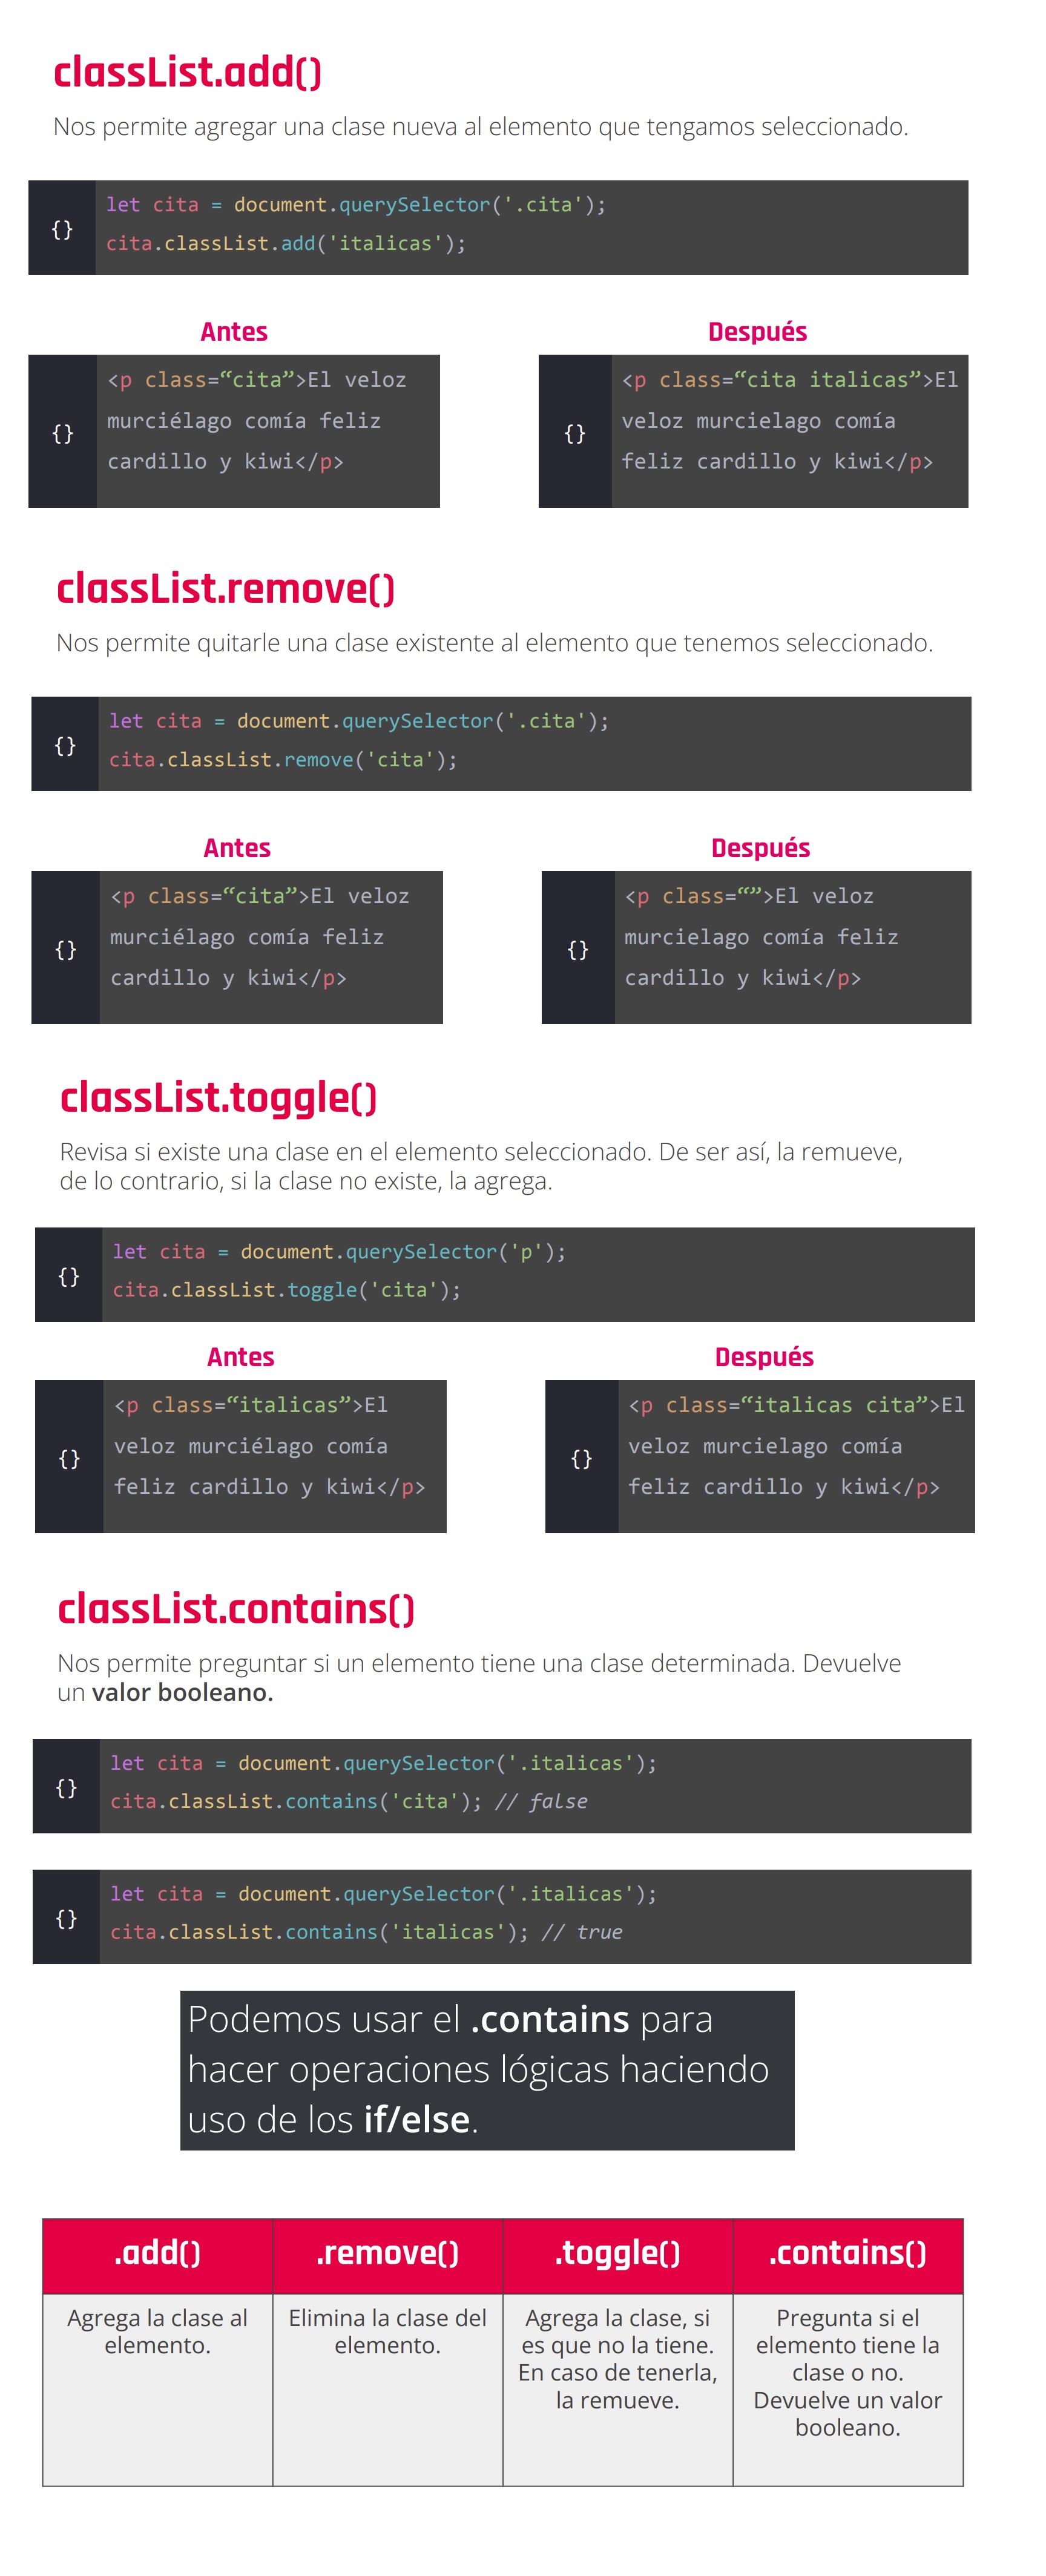 classList.add()
Nos permite agregar una clase nueva al elemento que tengamos seleccionado.
{}
let cita = document.querySelector('.cita');
cita.classList.add('italicas');
Antes
{}
<p class=“cita”>El veloz
murciélago comía feliz
cardillo y kiwi</p>
Después
{}
<p class=“cita italicas”>El
veloz murcielago comía
feliz cardillo y kiwi</p>
classList.remove()
Nos permite quitarle una clase existente al elemento que tenemos seleccionado.
{}
let cita = document.querySelector('.cita');
cita.classList.remove('cita');
Antes
{}
<p class=“cita”>El veloz
murciélago comía feliz
cardillo y kiwi</p>
Después
{}
<p class=“”>El veloz
murcielago comía feliz
cardillo y kiwi</p>
classList.toggle()
Revisa si existe una clase en el elemento seleccionado. De ser así, la remueve,
de lo contrario, si la clase no existe, la agrega.
{}
let cita = document.querySelector('p');
cita.classList.toggle('cita');
Antes
{}
<p class=“italicas”>El
veloz murciélago comía
feliz cardillo y kiwi</p>
Después
{}
<p class=“italicas cita”>El
veloz murcielago comía
feliz cardillo y kiwi</p>
classList.contains()
Nos permite preguntar si un elemento tiene una clase determinada. Devuelve
un valor booleano.
{}
let cita = document.querySelector('.italicas');
cita.classList.contains('cita'); // false
{}
let cita = document.querySelector('.italicas');
cita.classList.contains('italicas'); // true
Podemos usar el .contains para
hacer operaciones lógicas haciendo
uso de los if/else.
.add()
.remove()
.toggle()
.contains()
Agrega la clase al
elemento.
Elimina la clase del
elemento.
Agrega la clase, si
es que no la tiene.
En caso de tenerla,
la remueve.
Pregunta si el
elemento tiene la
clase o no.
Devuelve un valor
booleano.